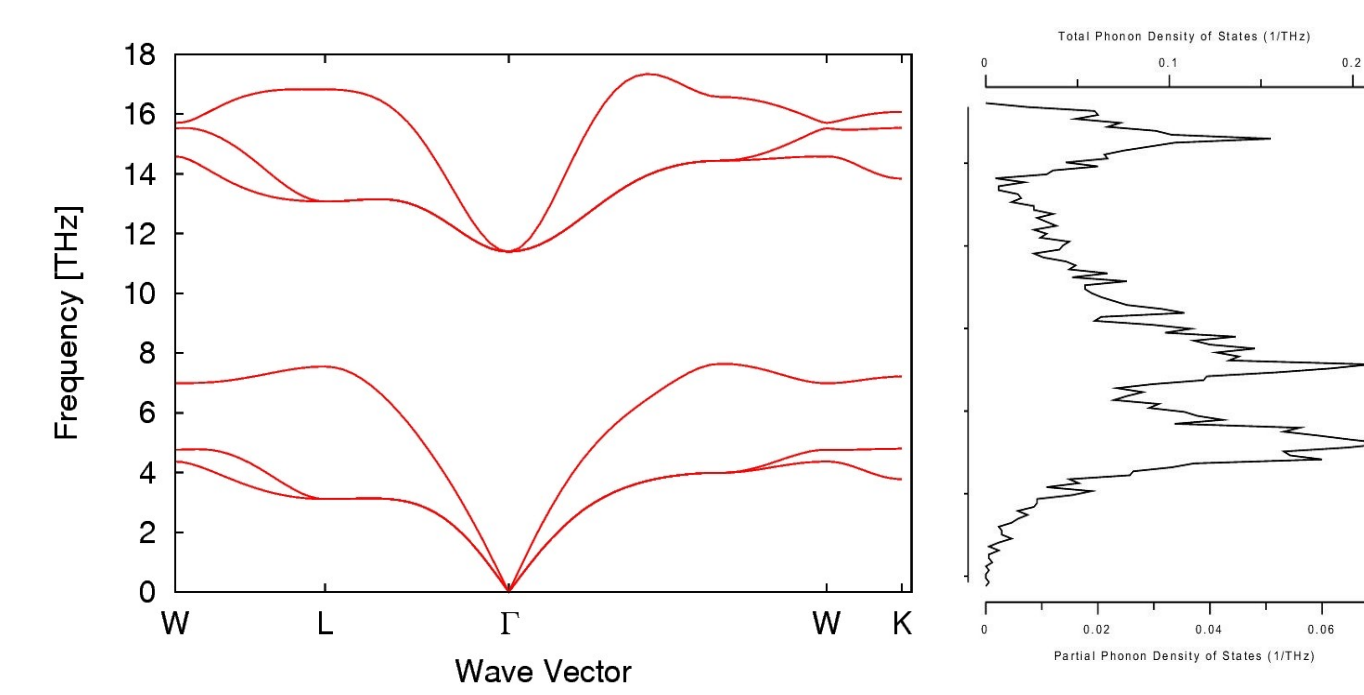 18
16
14
12
10
8
6
4
2
0
Frequency [THz]
W L Γ W K
Wave Vector
Total Phonon Density of States (1/THz)
0 0.1 0.2
0 0.02 0.04 0.06
Partial Phonon Density of States (1/THz)